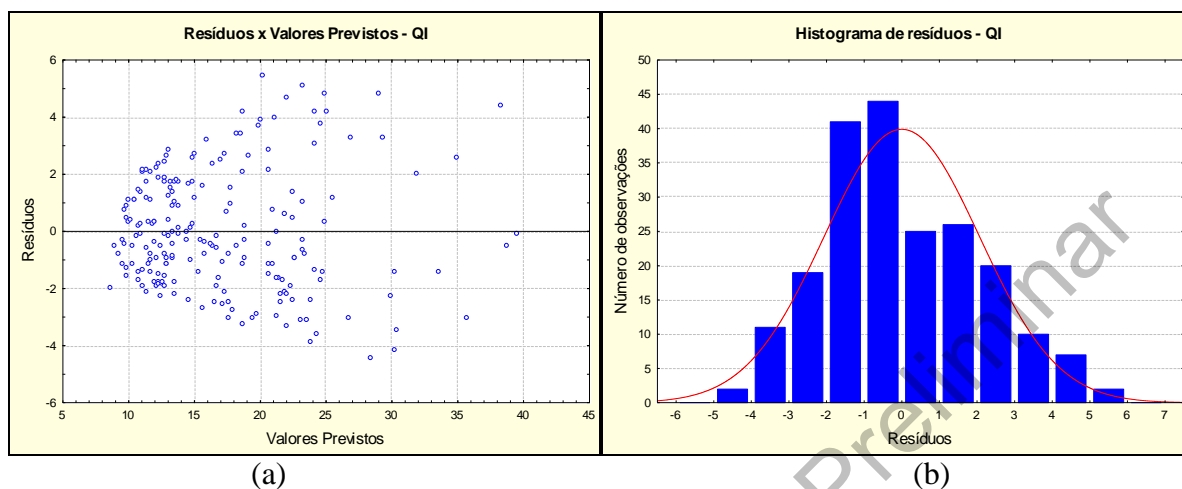 Resíduos x Valores Previstos - QI
Resíduos
6
4
2
0
-2
-4
-6
5 10 15 20 25 30 35 40 45
Valores Previstos
(a)
Histograma de resíduos - QI
Número de observações
50
45
40
35
30
25
20
15
10
5
0
-6 -5 -4 -3 -2 -1 0 1 2 3 4 5 6 7
Resíduos
(b)
Preliminar